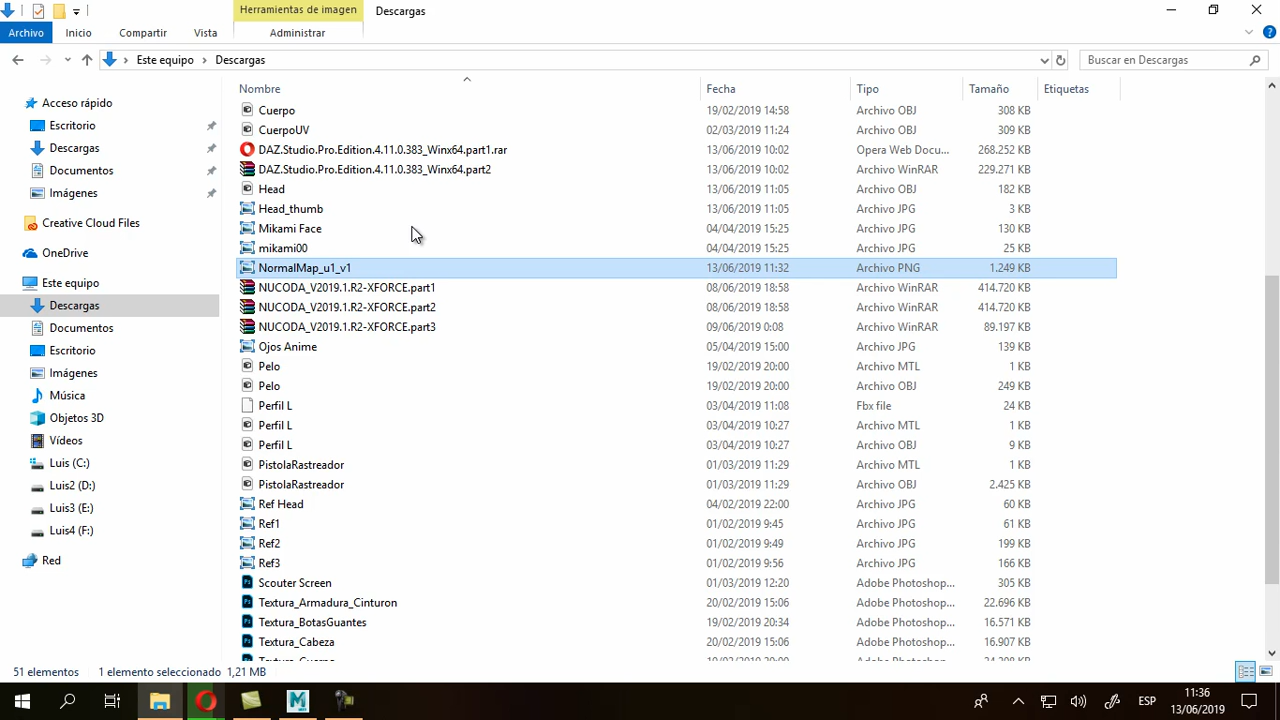 Herramientas de imagen
Descargas
Archivo
Inicio
Compartir
Vista
Administrar
Este equipo
Descargas
Buscar en Descargas
Nombre
Fecha
Tipo
Tamaño
Etiquetas
Acceso rápido
Escritorio
Descargas
Documentos
Imágenes
Creative Cloud Files
OneDrive
Este equipo
Descargas
Documentos
Escritorio
Imágenes
Música
Objetos 3D
Vídeos
Luis (C:)
Luis2 (D:)
Luis3 (E:)
Luis4 (F:)
Red
Cuerpo 19/02/2019 14:58 Archivo OBJ 308 KB
CuerpoUV 02/03/2019 11:24 Archivo OBJ 309 KB
DAZ.Studio.Pro.Edition.4.11.0.383_Winx64.part1.rar 13/06/2019 10:02 Opera Web Docu... 268.252 KB
DAZ.Studio.Pro.Edition.4.11.0.383_Winx64.part2 13/06/2019 10:02 Archivo WinRAR 229.271 KB
Head 13/06/2019 11:05 Archivo OBJ 182 KB
Head_thumb 13/06/2019 11:05 Archivo JPG 3 KB
Mikami Face 04/04/2019 15:25 Archivo JPG 130 KB
mikami00 04/04/2019 15:25 Archivo JPG 25 KB
NormalMap_u1_v1 13/06/2019 11:32 Archivo PNG 1.249 KB
NUCODA_V2019.1.R2-XFORCE.part1 08/06/2019 18:58 Archivo WinRAR 414.720 KB
NUCODA_V2019.1.R2-XFORCE.part2 08/06/2019 18:58 Archivo WinRAR 414.720 KB
NUCODA_V2019.1.R2-XFORCE.part3 09/06/2019 0:08 Archivo WinRAR 89.197 KB
Ojos Anime 05/04/2019 15:00 Archivo JPG 139 KB
Pelo 19/02/2019 20:00 Archivo MTL 1 KB
Pelo 19/02/2019 20:00 Archivo OBJ 249 KB
Perfil L 03/04/2019 11:08 Fbx file 24 KB
Perfil L 03/04/2019 10:27 Archivo MTL 1 KB
Perfil L 03/04/2019 10:27 Archivo OBJ 9 KB
PistolaRastreador 01/03/2019 11:29 Archivo MTL 1 KB
PistolaRastreador 01/03/2019 11:29 Archivo OBJ 2.425 KB
Ref Head 04/02/2019 22:00 Archivo JPG 60 KB
Ref1 01/02/2019 9:45 Archivo JPG 61 KB
Ref2 01/02/2019 9:49 Archivo JPG 199 KB
Ref3 01/02/2019 9:56 Archivo JPG 166 KB
Scouter Screen 01/03/2019 12:20 Adobe Photoshop... 305 KB
Textura_Armadura_Cinturon 20/02/2019 15:06 Adobe Photoshop... 22.696 KB
Textura_BotasGuantes 19/02/2019 20:34 Adobe Photoshop... 16.571 KB
Textura_Cabeza 20/02/2019 15:06 Adobe Photoshop... 16.907 KB
51 elementos
1 elemento seleccionado 1,21 MB
ESP
11:36
13/06/2019